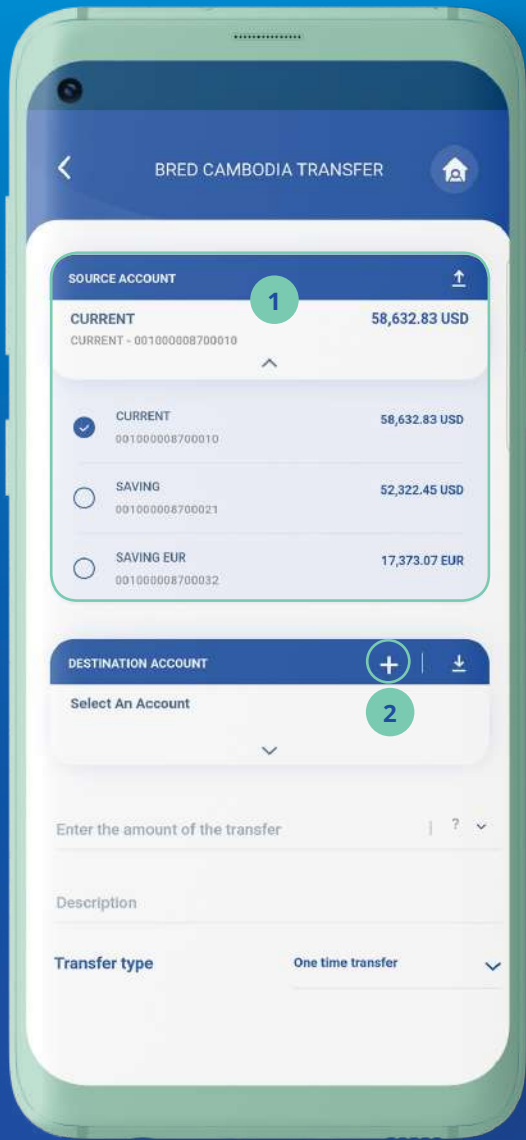 BRED CAMBODIA TRANSFER
SOURCE ACCOUNT
1
CURRENT 58,632.83 USD
CURRENT - 001000008700010
CURRENT 58,632.83 USD
001000008700010
SAVING 52,322.45 USD
001000008700021
SAVING EUR 17,373.07 EUR
001000008700032
DESTINATION ACCOUNT +
Select An Account 2
Enter the amount of the transfer | ?
Description
Transfer type One time transfer